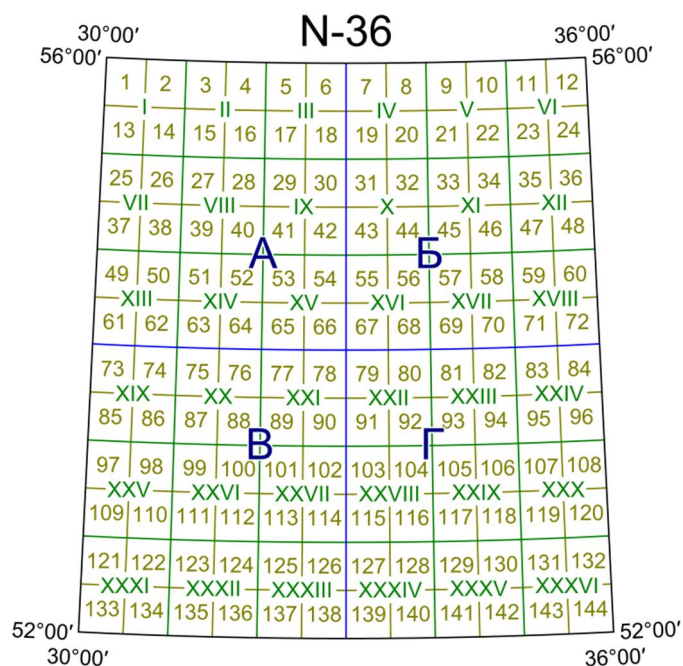 N-36
30°00′ 36°00′
56°00′ 56°00′
1 2 3 4 5 6 7 8 9 10 11 12
I II III IV V VI
13 14 15 16 17 18 19 20 21 22 23 24
25 26 27 28 29 30 31 32 33 34 35 36
VII VIII IX X XI XII
37 38 39 40 41 42 43 44 45 46 47 48
А Б
49 50 51 52 53 54 55 56 57 58 59 60
XIII XIV XV XVI XVII XVIII
61 62 63 64 65 66 67 68 69 70 71 72
73 74 75 76 77 78 79 80 81 82 83 84
XIX XX XXI XXII XXIII XXIV
85 86 87 88 89 90 91 92 93 94 95 96
В Г
97 98 99 100 101 102 103 104 105 106 107 108
XXV XXVI XXVII XXVIII XXIX XXX
109 110 111 112 113 114 115 116 117 118 119 120
121 122 123 124 125 126 127 128 129 130 131 132
XXXI XXXII XXXIII XXXIV XXXV XXXVI
133 134 135 136 137 138 139 140 141 142 143 144
52°00′ 52°00′
30°00′ 36°00′